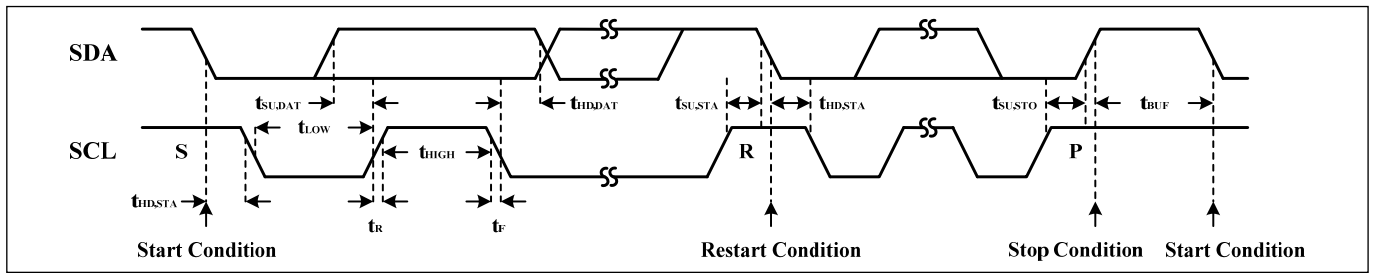 SDA
tSU,DAT
tHD,DAT
tSU,STA
tHD,STA
tSU,STO
tBUF
tLOW
SCL
S
tHIGH
R
P
tHD,STA
tR
tF
Start Condition
Restart Condition
Stop Condition
Start Condition